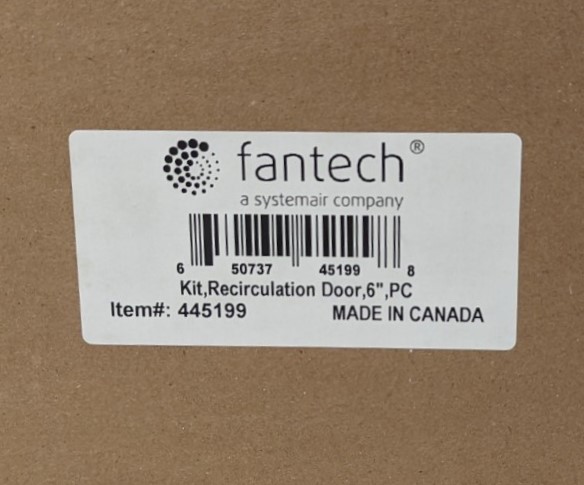 fantech®
a systemair company
6 50737 45199 8
Kit,Recirculation Door,6",PC
Item#: 445199 MADE IN CANADA